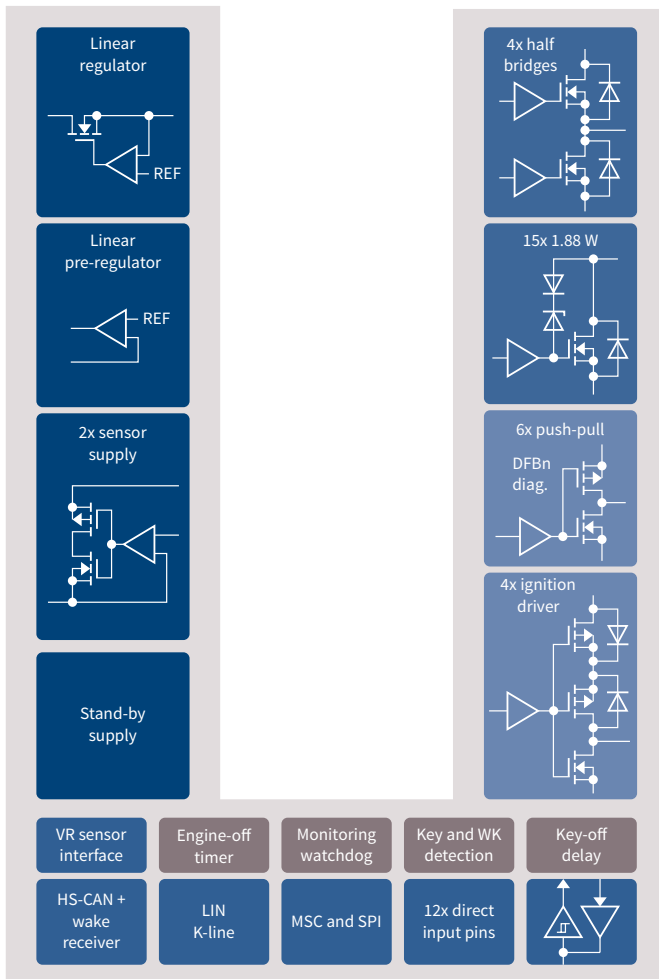 Linear
regulator
REF
Linear
pre-regulator
REF
2x sensor
supply
Stand-by
supply
4x half
bridges
15x 1.88 W
6x push-pull
DFBn
diag.
4x ignition
driver
VR sensor
interface
Engine-off
timer
Monitoring
watchdog
Key and WK
detection
Key-off
delay
HS-CAN +
wake
receiver
LIN
K-line
MSC and SPI
12x direct
input pins